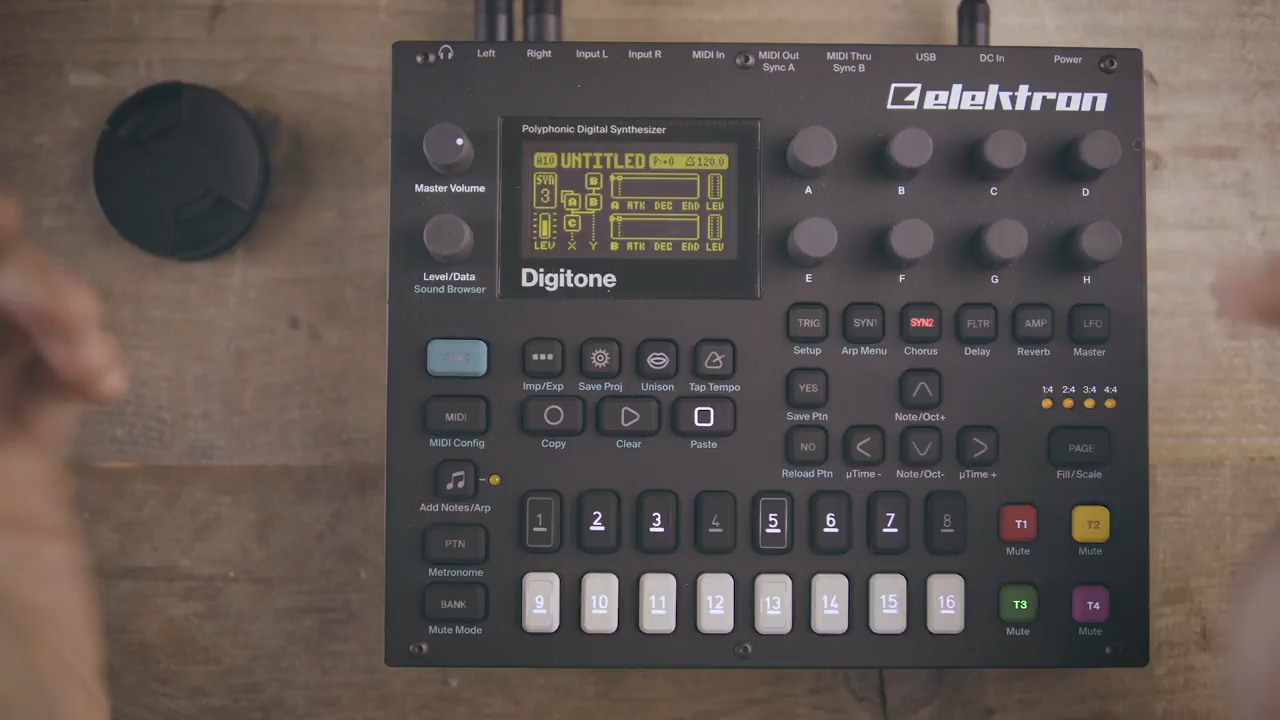 Left Right Input L Input R MIDI In MIDI Out MIDI Thru USB DC In Power
Sync A Sync B
elektron
Polyphonic Digital Synthesizer
A10 UNTITLED P:+0 120.0
SYN
3
A B B C
A ATK DEC END LEV
LEV X Y B ATK DEC END LEV
Digitone
Master Volume
Level/Data
Sound Browser
A B C D
E F G H
TRIG SYN1 SYN2 FLTR AMP LFO
Setup Arp Menu Chorus Delay Reverb Master
Imp/Exp Save Proj Unison Tap Tempo
MIDI
MIDI Config
Copy Clear Paste
YES
Save Ptn Note/Oct+
1:4 2:4 3:4 4:4
NO PAGE
Reload Ptn µTime - Note/Oct- µTime + Fill/Scale
Add Notes/Arp
PTN
Metronome
BANK
Mute Mode
1 2 3 4 5 6 7 8
9 10 11 12 13 14 15 16
T1 T2
Mute Mute
T3 T4
Mute Mute